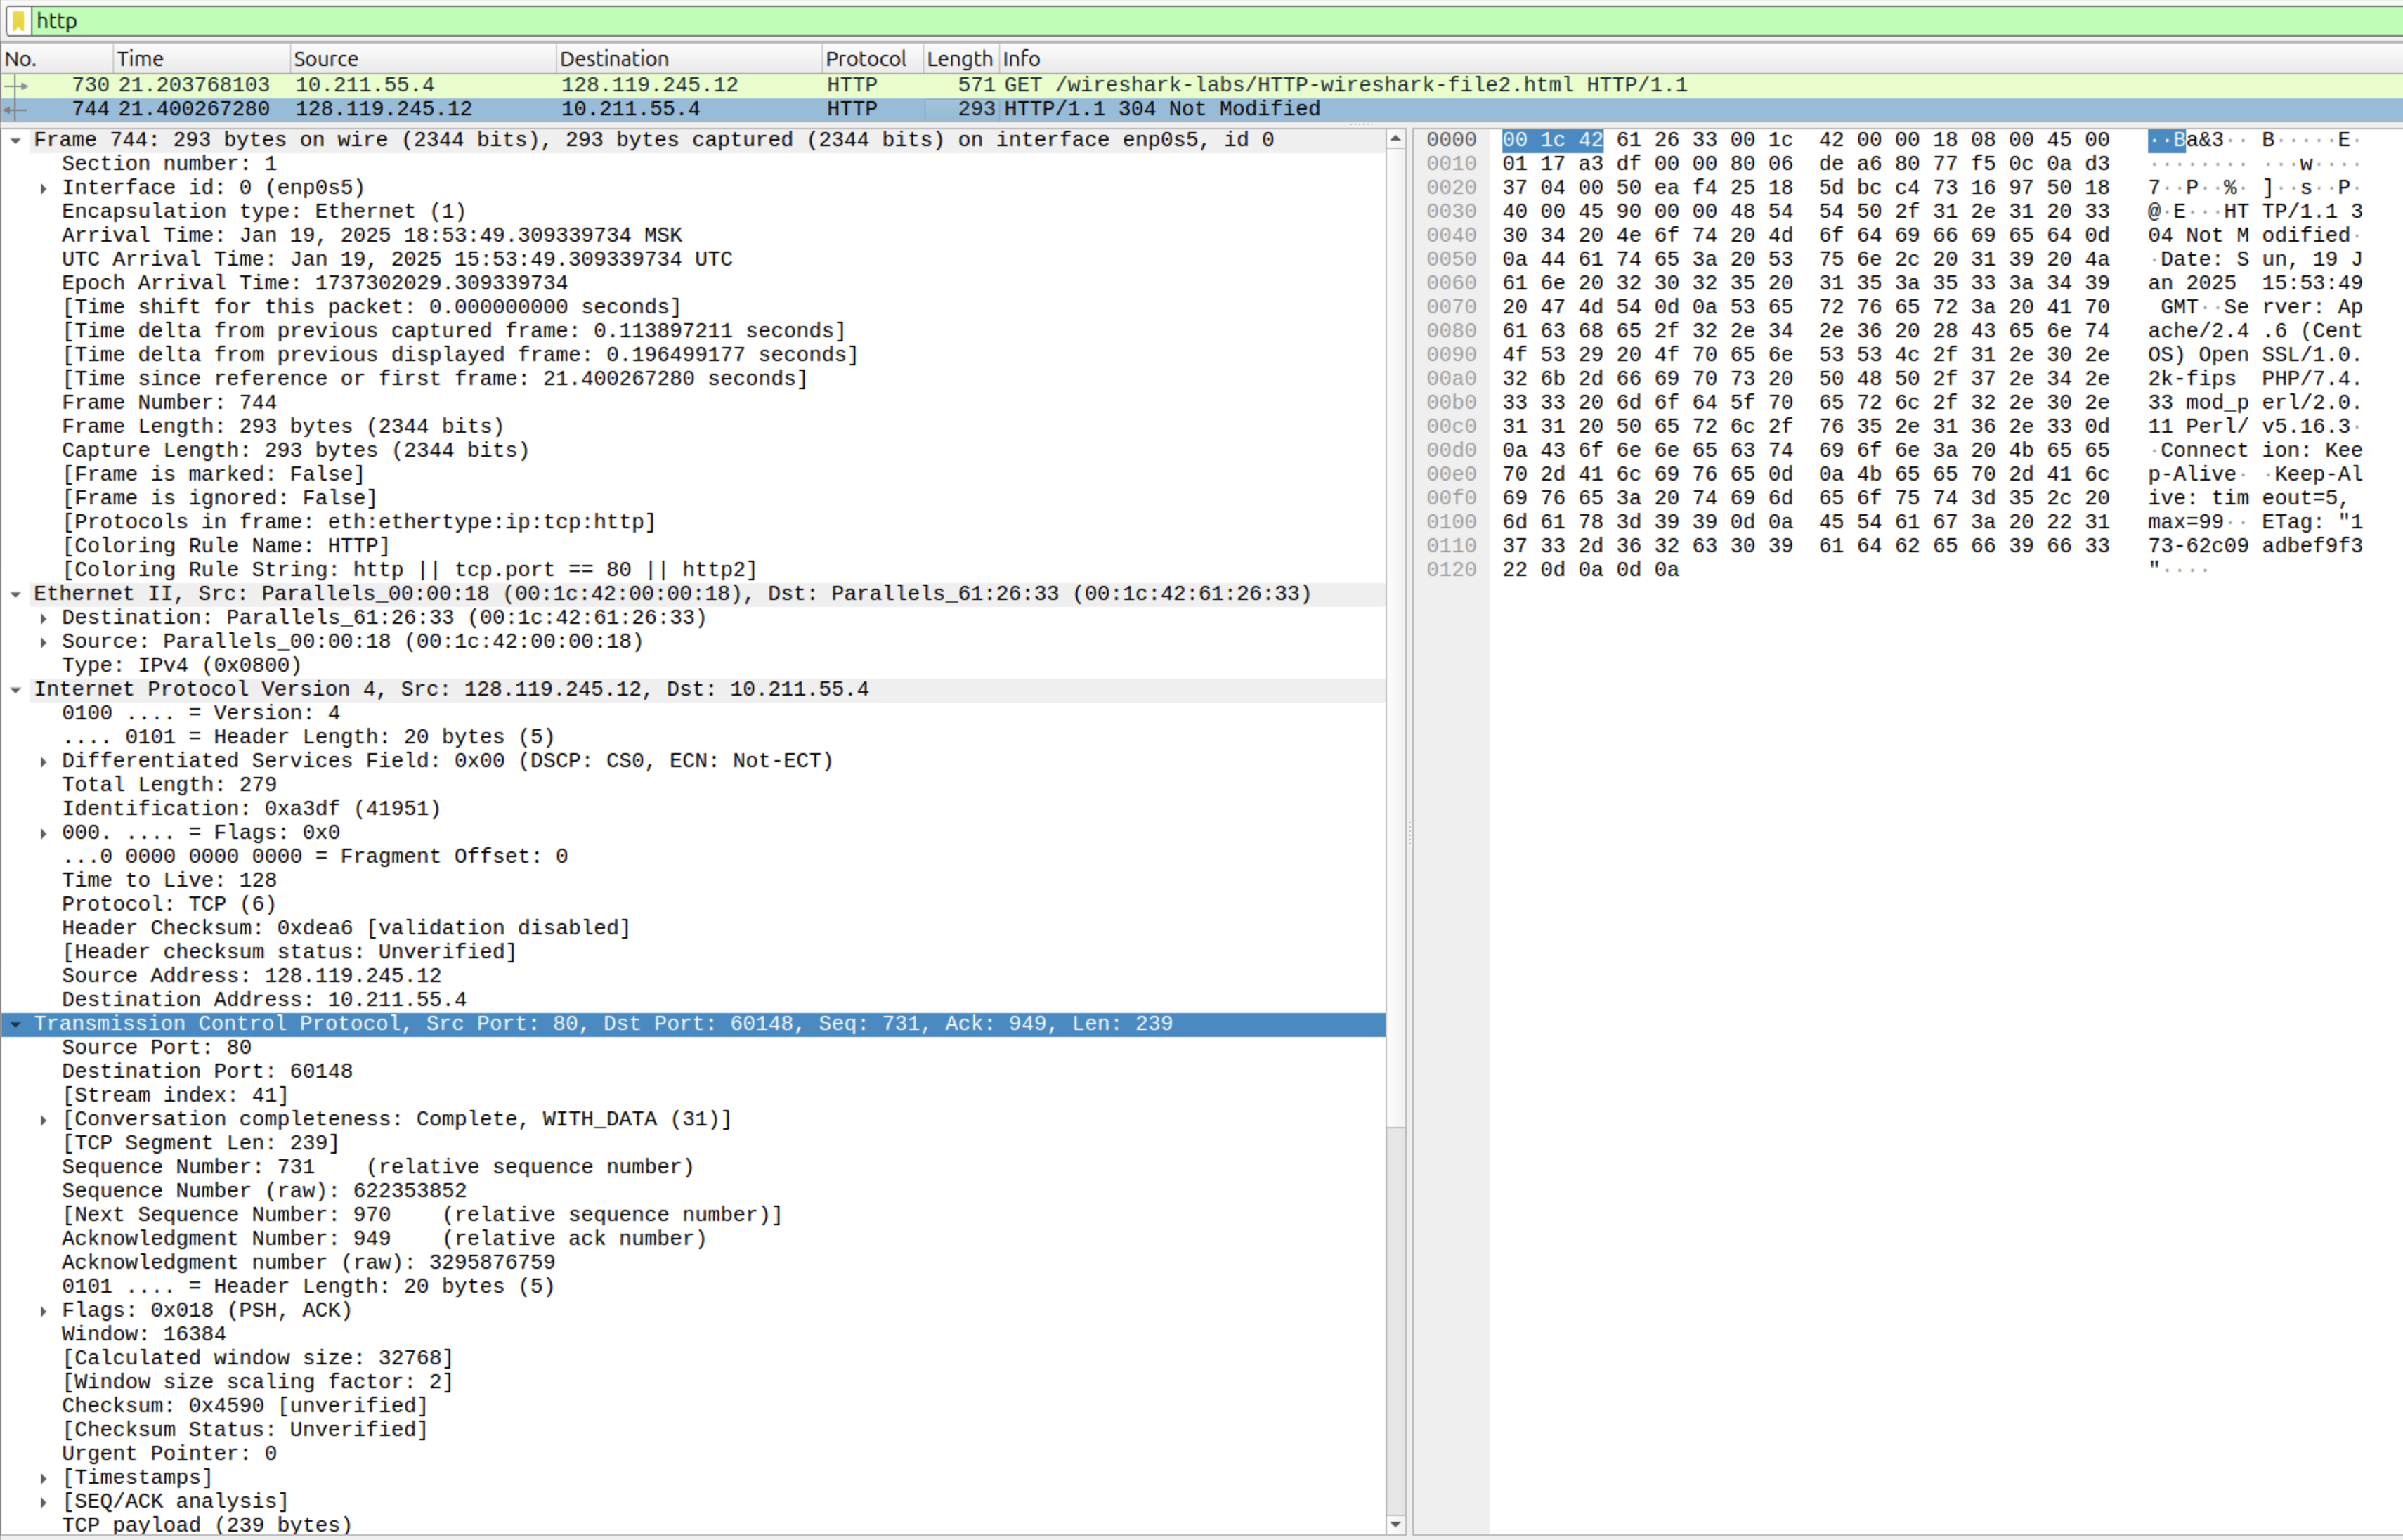 http
No. Time Source Destination Protocol Length Info
730 21.203768103 10.211.55.4 128.119.245.12 HTTP 571 GET /wireshark-labs/HTTP-wireshark-file2.html HTTP/1.1
744 21.400267280 128.119.245.12 10.211.55.4 HTTP 293 HTTP/1.1 304 Not Modified
Frame 744: 293 bytes on wire (2344 bits), 293 bytes captured (2344 bits) on interface enp0s5, id 0
Section number: 1
Interface id: 0 (enp0s5)
Encapsulation type: Ethernet (1)
Arrival Time: Jan 19, 2025 18:53:49.309339734 MSK
UTC Arrival Time: Jan 19, 2025 15:53:49.309339734 UTC
Epoch Arrival Time: 1737302029.309339734
[Time shift for this packet: 0.000000000 seconds]
[Time delta from previous captured frame: 0.113897211 seconds]
[Time delta from previous displayed frame: 0.196499177 seconds]
[Time since reference or first frame: 21.400267280 seconds]
Frame Number: 744
Frame Length: 293 bytes (2344 bits)
Capture Length: 293 bytes (2344 bits)
[Frame is marked: False]
[Frame is ignored: False]
[Protocols in frame: eth:ethertype:ip:tcp:http]
[Coloring Rule Name: HTTP]
[Coloring Rule String: http || tcp.port == 80 || http2]
Ethernet II, Src: Parallels_00:00:18 (00:1c:42:00:00:18), Dst: Parallels_61:26:33 (00:1c:42:61:26:33)
Destination: Parallels_61:26:33 (00:1c:42:61:26:33)
Source: Parallels_00:00:18 (00:1c:42:00:00:18)
Type: IPv4 (0x0800)
Internet Protocol Version 4, Src: 128.119.245.12, Dst: 10.211.55.4
0100 .... = Version: 4
.... 0101 = Header Length: 20 bytes (5)
Differentiated Services Field: 0x00 (DSCP: CS0, ECN: Not-ECT)
Total Length: 279
Identification: 0xa3df (41951)
000. .... = Flags: 0x0
...0 0000 0000 0000 = Fragment Offset: 0
Time to Live: 128
Protocol: TCP (6)
Header Checksum: 0xdea6 [validation disabled]
[Header checksum status: Unverified]
Source Address: 128.119.245.12
Destination Address: 10.211.55.4
Transmission Control Protocol, Src Port: 80, Dst Port: 60148, Seq: 731, Ack: 949, Len: 239
Source Port: 80
Destination Port: 60148
[Stream index: 41]
[Conversation completeness: Complete, WITH_DATA (31)]
[TCP Segment Len: 239]
Sequence Number: 731 (relative sequence number)
Sequence Number (raw): 622353852
[Next Sequence Number: 970 (relative sequence number)]
Acknowledgment Number: 949 (relative ack number)
Acknowledgment number (raw): 3295876759
0101 .... = Header Length: 20 bytes (5)
Flags: 0x018 (PSH, ACK)
Window: 16384
[Calculated window size: 32768]
[Window size scaling factor: 2]
Checksum: 0x4590 [unverified]
[Checksum Status: Unverified]
Urgent Pointer: 0
[Timestamps]
[SEQ/ACK analysis]
TCP payload (239 bytes)
0000 00 1c 42 61 26 33 00 1c 42 00 00 18 08 00 45 00 ··Ba&3·· B·····E·
0010 01 17 a3 df 00 00 80 06 de a6 80 77 f5 0c 0a d3 ········ ···w····
0020 37 04 00 50 ea f4 25 18 5d bc c4 73 16 97 50 18 7··P··%· ]··s··P·
0030 40 00 45 90 00 00 48 54 54 50 2f 31 2e 31 20 33 @·E···HT TP/1.1 3
0040 30 34 20 4e 6f 74 20 4d 6f 64 69 66 69 65 64 0d 04 Not M odified·
0050 0a 44 61 74 65 3a 20 53 75 6e 2c 20 31 39 20 4a ·Date: S un, 19 J
0060 61 6e 20 32 30 32 35 20 31 35 3a 35 33 3a 34 39 an 2025 15:53:49
0070 20 47 4d 54 0d 0a 53 65 72 76 65 72 3a 20 41 70 GMT··Se rver: Ap
0080 61 63 68 65 2f 32 2e 34 2e 36 20 28 43 65 6e 74 ache/2.4 .6 (Cent
0090 4f 53 29 20 4f 70 65 6e 53 53 4c 2f 31 2e 30 2e OS) Open SSL/1.0.
00a0 32 6b 2d 66 69 70 73 20 50 48 50 2f 37 2e 34 2e 2k-fips PHP/7.4.
00b0 33 33 20 6d 6f 64 5f 70 65 72 6c 2f 32 2e 30 2e 33 mod_p erl/2.0.
00c0 31 31 20 50 65 72 6c 2f 76 35 2e 31 36 2e 33 0d 11 Perl/ v5.16.3·
00d0 0a 43 6f 6e 6e 65 63 74 69 6f 6e 3a 20 4b 65 65 ·Connect ion: Kee
00e0 70 2d 41 6c 69 76 65 0d 0a 4b 65 65 70 2d 41 6c p-Alive· ·Keep-Al
00f0 69 76 65 3a 20 74 69 6d 65 6f 75 74 3d 35 2c 20 ive: tim eout=5,
0100 6d 61 78 3d 39 39 0d 0a 45 54 61 67 3a 20 22 31 max=99·· ETag: "1
0110 37 33 2d 36 32 63 30 39 61 64 62 65 66 39 66 33 73-62c09 adbef9f3
0120 22 0d 0a 0d 0a "····